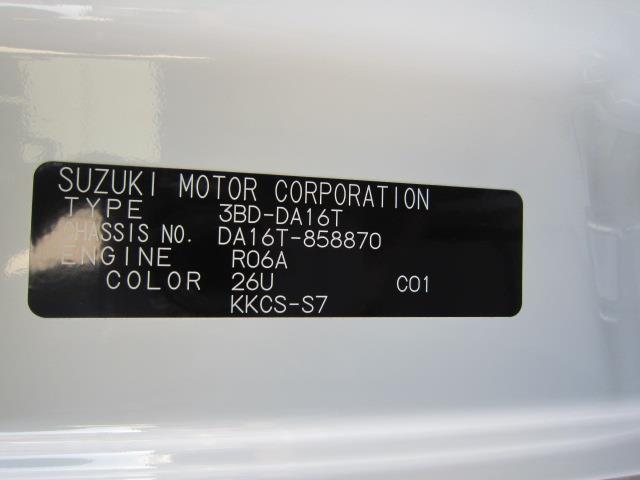 SUZUKI MOTOR CORPORATION
TYPE 3BD-DA16T
CHASSIS NO. DA16T-858870
ENGINE R06A
COLOR 26U C01
KKCS-S7